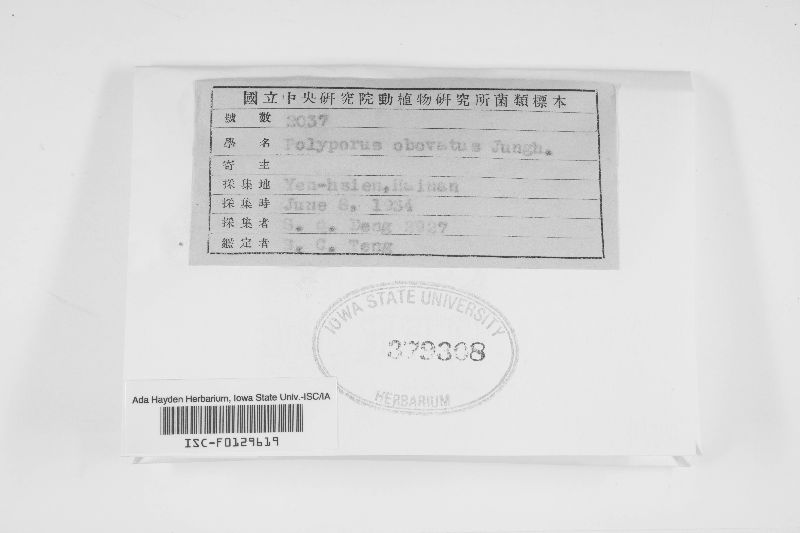 國立中央研究院動植物研究所菌類標本
號數 2037
學名 Polyporus obovatus Jungh.
寄主
採集地 Yea-hsien, Hainan
採集時 June 8, 1934
採集者 S. Q. Deng 2927
鑑定者 S. C. Teng
IOWA STATE UNIVERSITY
379308
HERBARIUM
Ada Hayden Herbarium, Iowa State Univ.-ISC/IA
ISC-F0129619